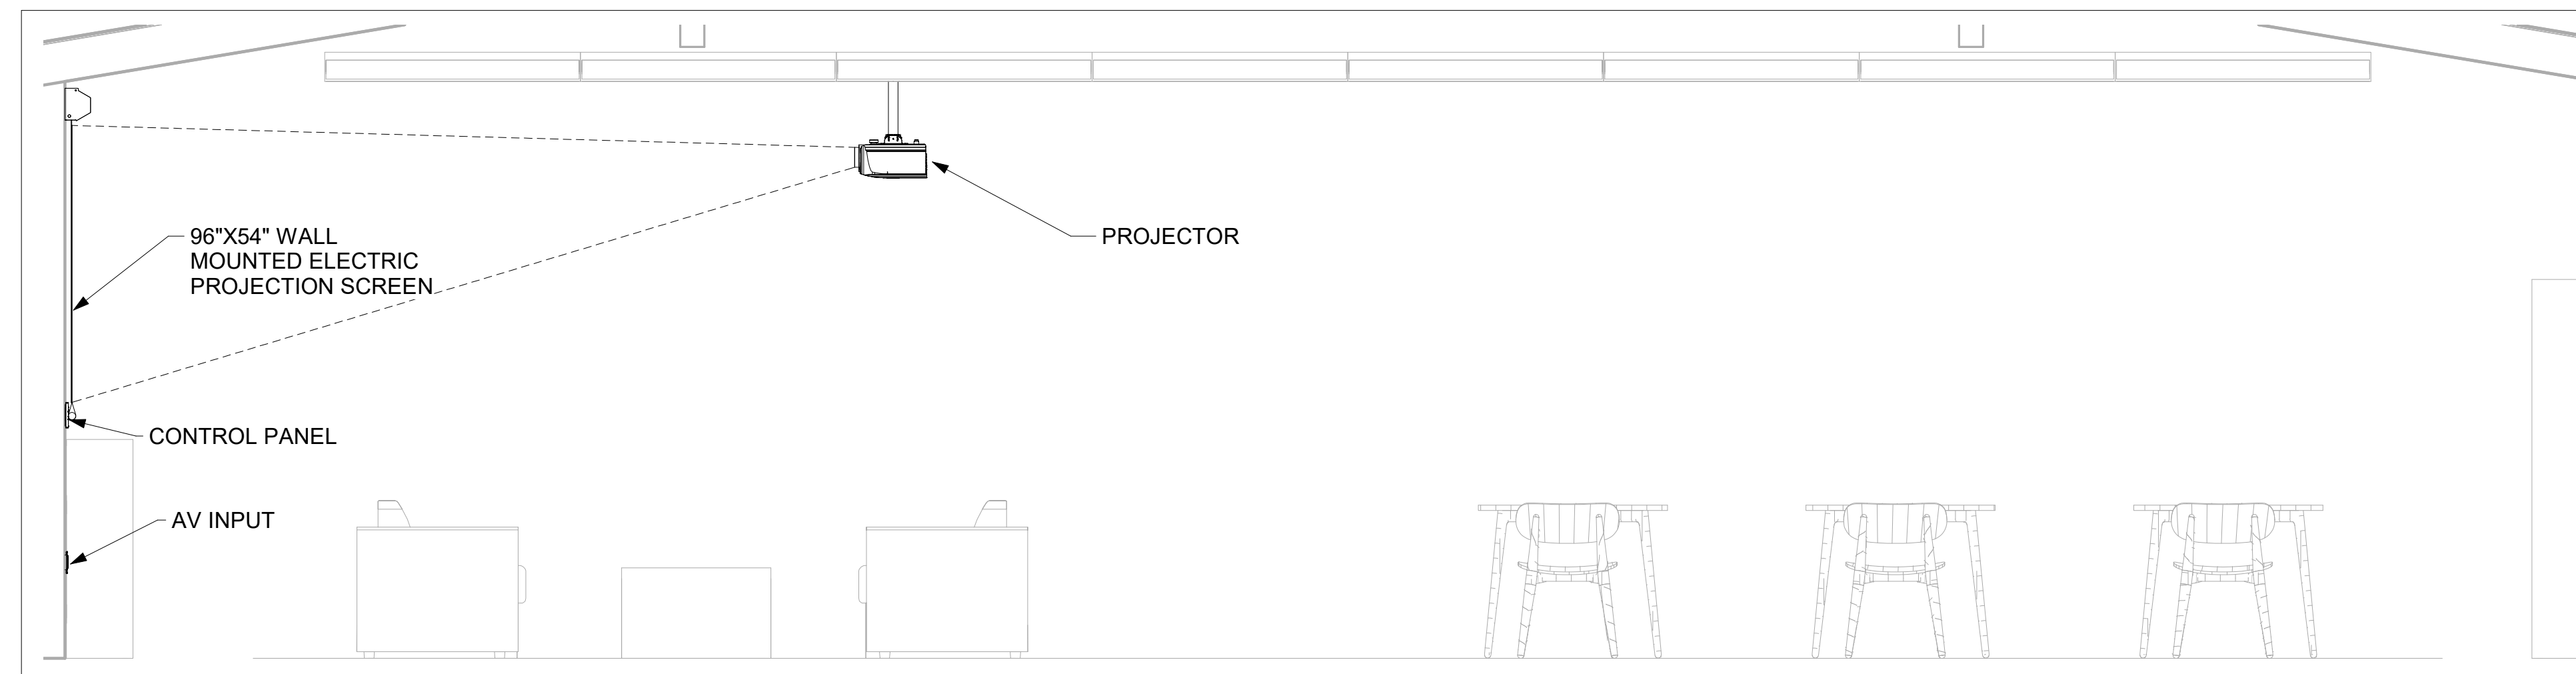 96"X54" WALL
MOUNTED ELECTRIC
PROJECTION SCREEN
PROJECTOR
CONTROL PANEL
AV INPUT